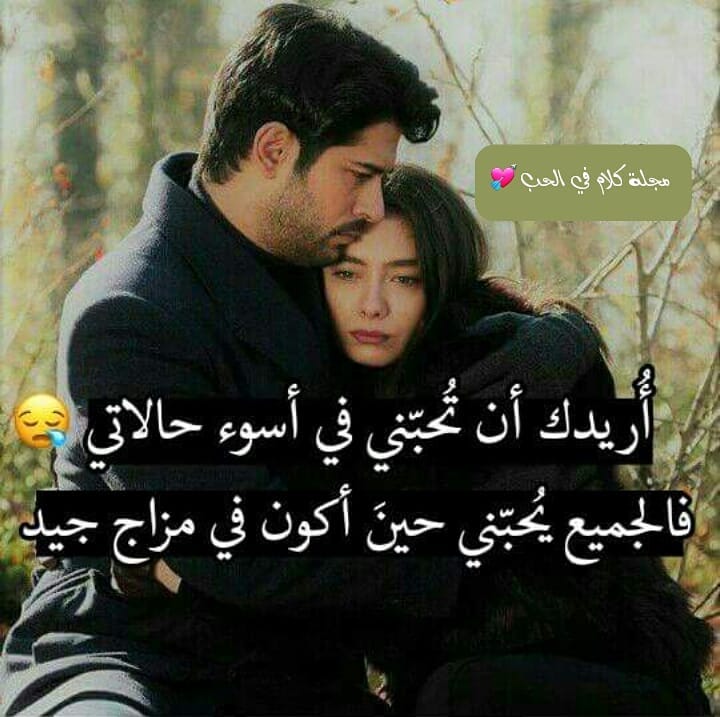 مجلة كلام في الحب 💘
أُريدك أن تُحبّني في أسوء حالاتي 😪
فالجميع يُحبّني حينَ أكون في مزاج جيد